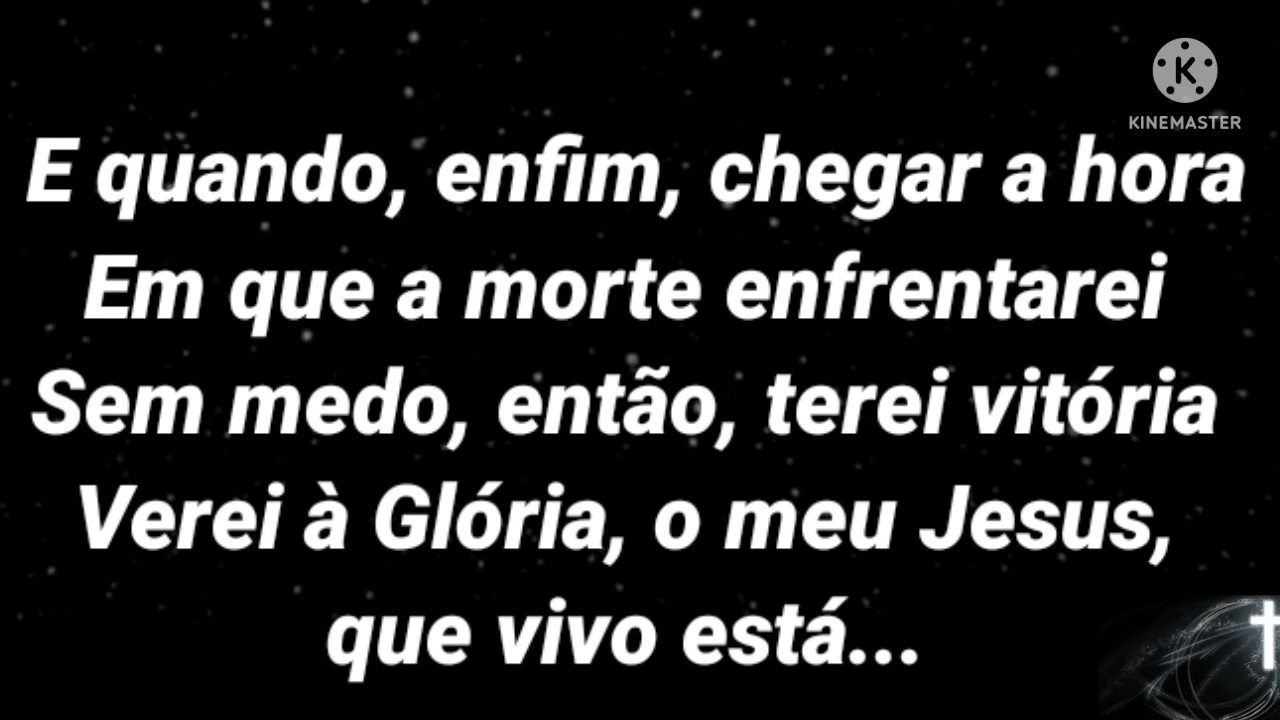 KINEMASTER
E quando, enfim, chegar a hora
Em que a morte enfrentarei
Sem medo, então, terei vitória
Verei à Glória, o meu Jesus,
que vivo está...